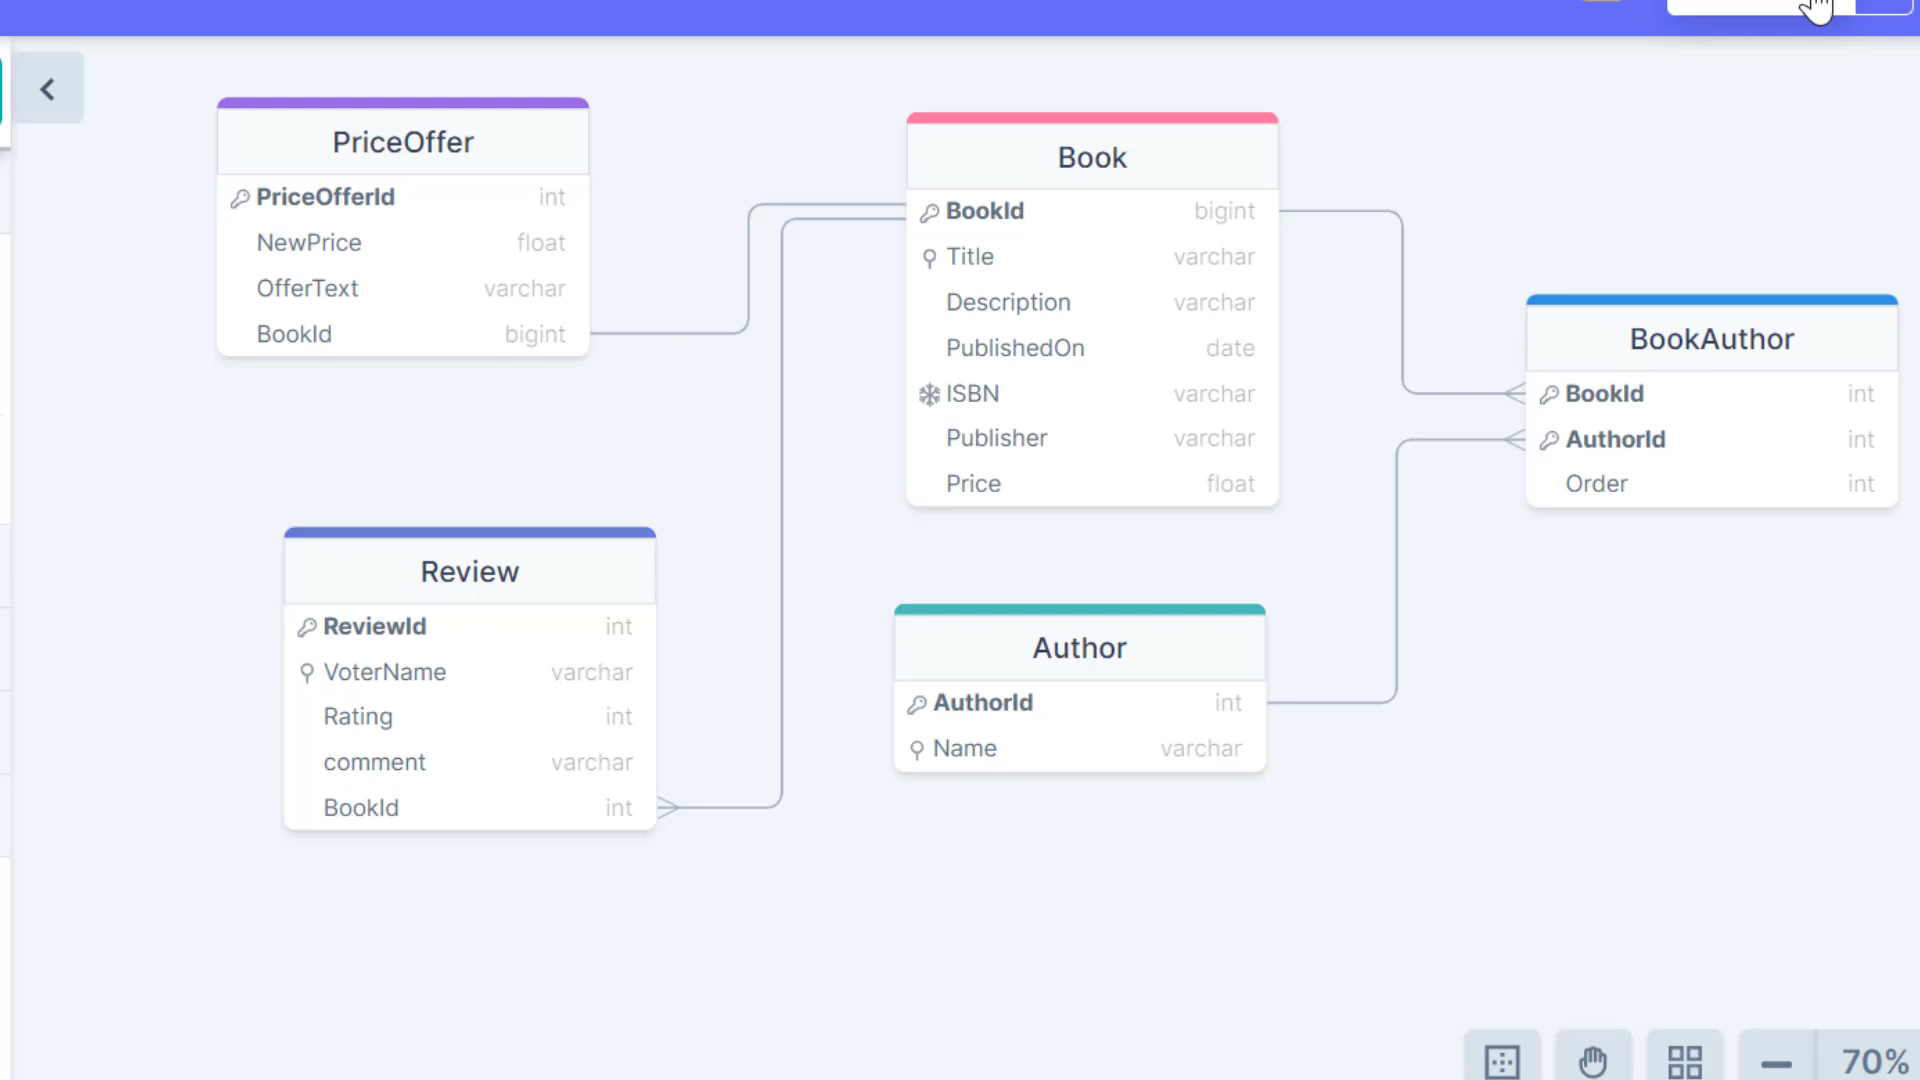 PriceOffer
PriceOfferId int
NewPrice float
OfferText varchar
BookId bigint
Book
BookId bigint
Title varchar
Description varchar
PublishedOn date
ISBN varchar
Publisher varchar
Price float
BookAuthor
BookId int
AuthorId int
Order int
Review
ReviewId int
VoterName varchar
Rating int
comment varchar
BookId int
Author
AuthorId int
Name varchar
70%